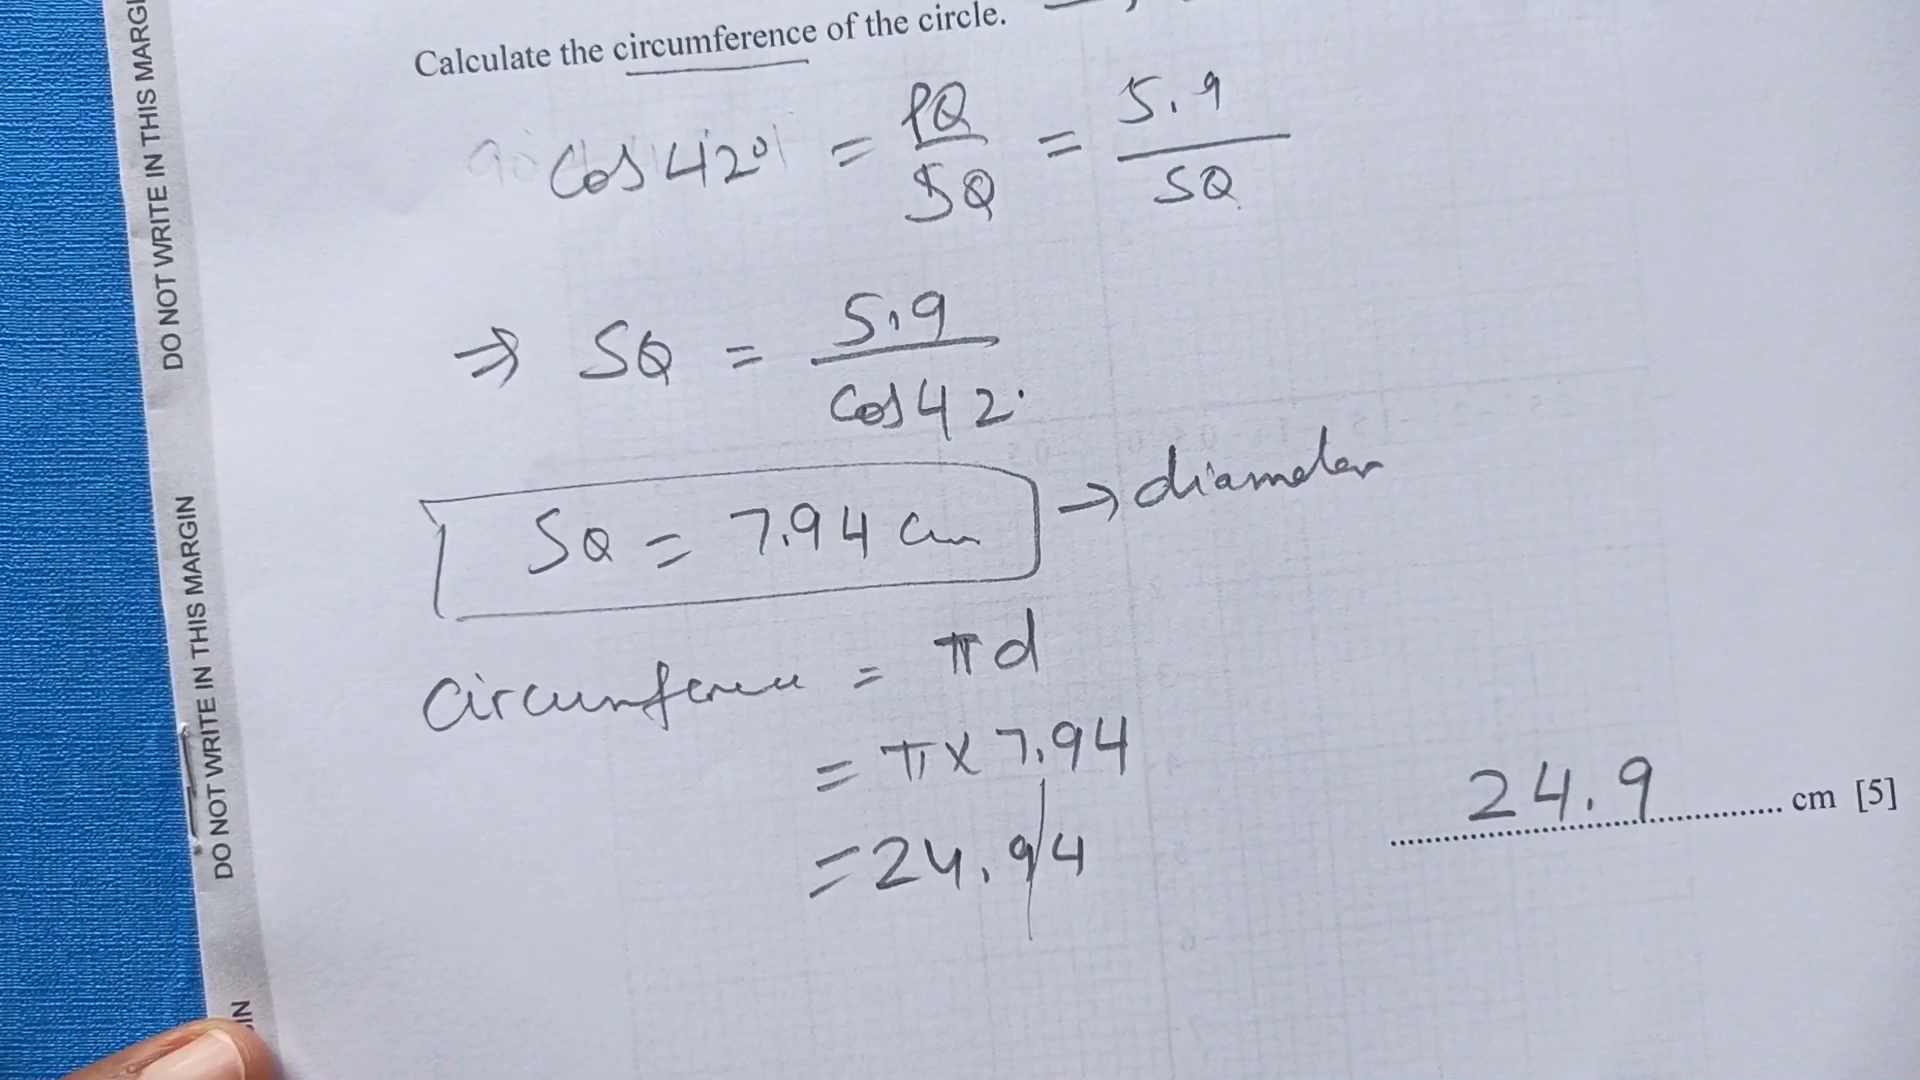 Calculate the circumference of the circle.
cos 42° = PQ/SQ = 5.9/SQ
⇒ SQ = 5.9/cos 42°
SQ = 7.94 cm → diameter
circumference = πd
= π × 7.94
= 24.94
24.9 cm [5]
DO NOT WRITE IN THIS MARGIN
DO NOT WRITE IN THIS MARGIN
IN